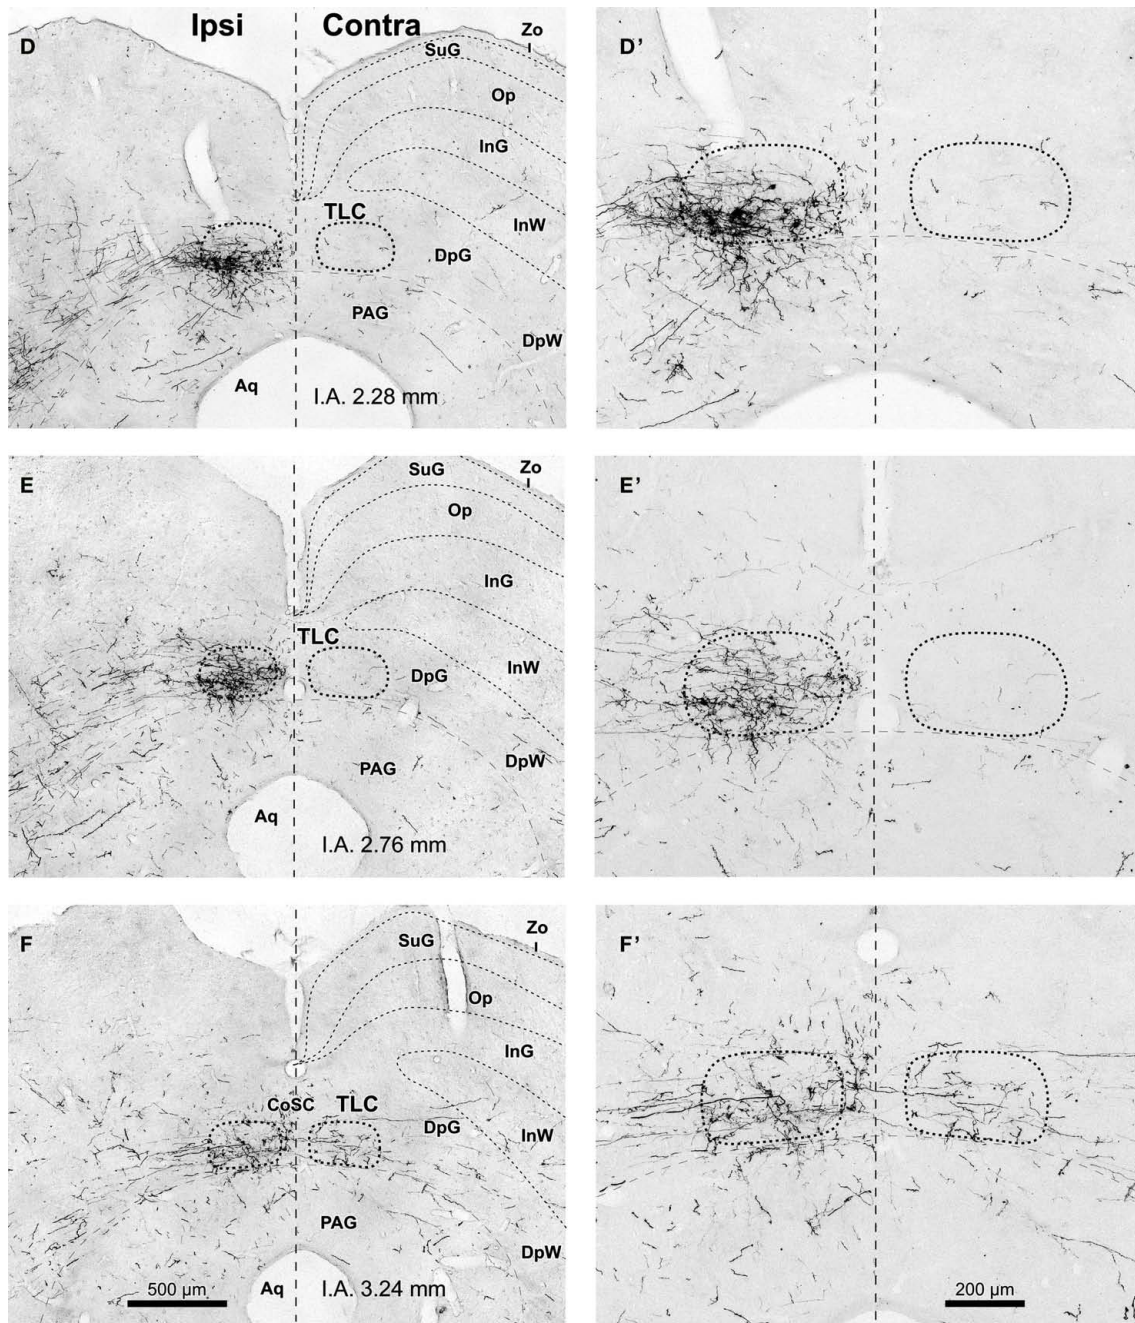 Ipsi Contra
D
Zo
SuG
Op
InG
InW
TLC
DpG
PAG
DpW
Aq
I.A. 2.28 mm
D'
E
Zo
SuG
Op
InG
TLC
InW
DpG
DpW
PAG
Aq
I.A. 2.76 mm
E'
F
Zo
SuG
Op
InG
CoSC TLC
DpG
InW
PAG
DpW
Aq
I.A. 3.24 mm
500 µm
F'
200 µm